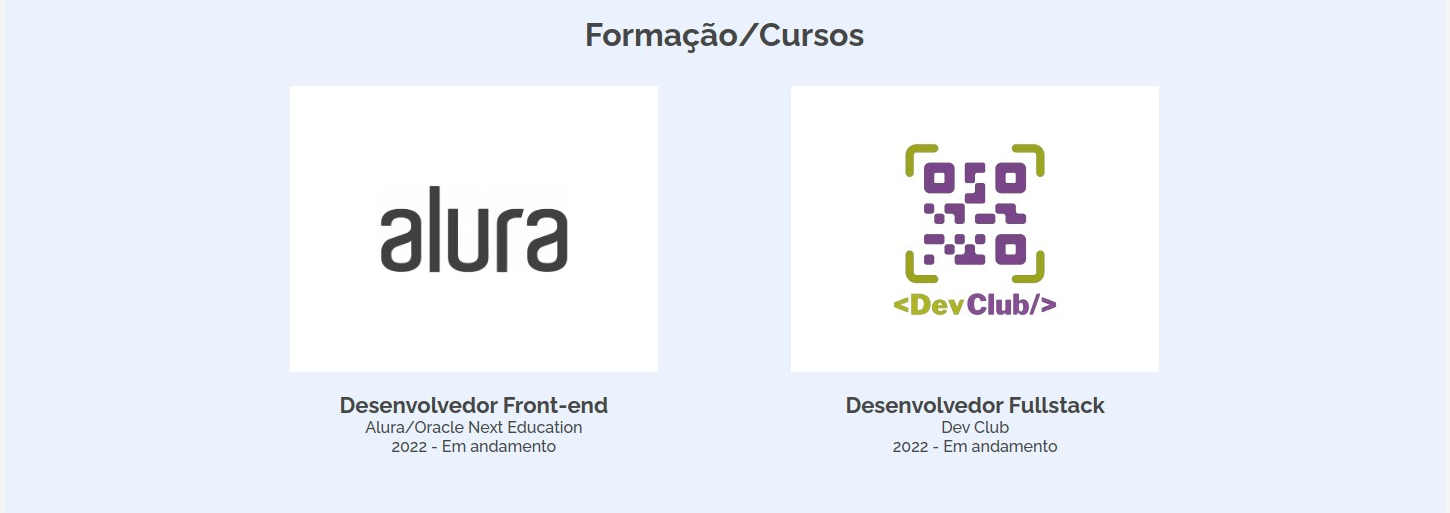 Formação/Cursos
alura
<DevClub/>
Desenvolvedor Front-end
Alura/Oracle Next Education
2022 - Em andamento
Desenvolvedor Fullstack
Dev Club
2022 - Em andamento